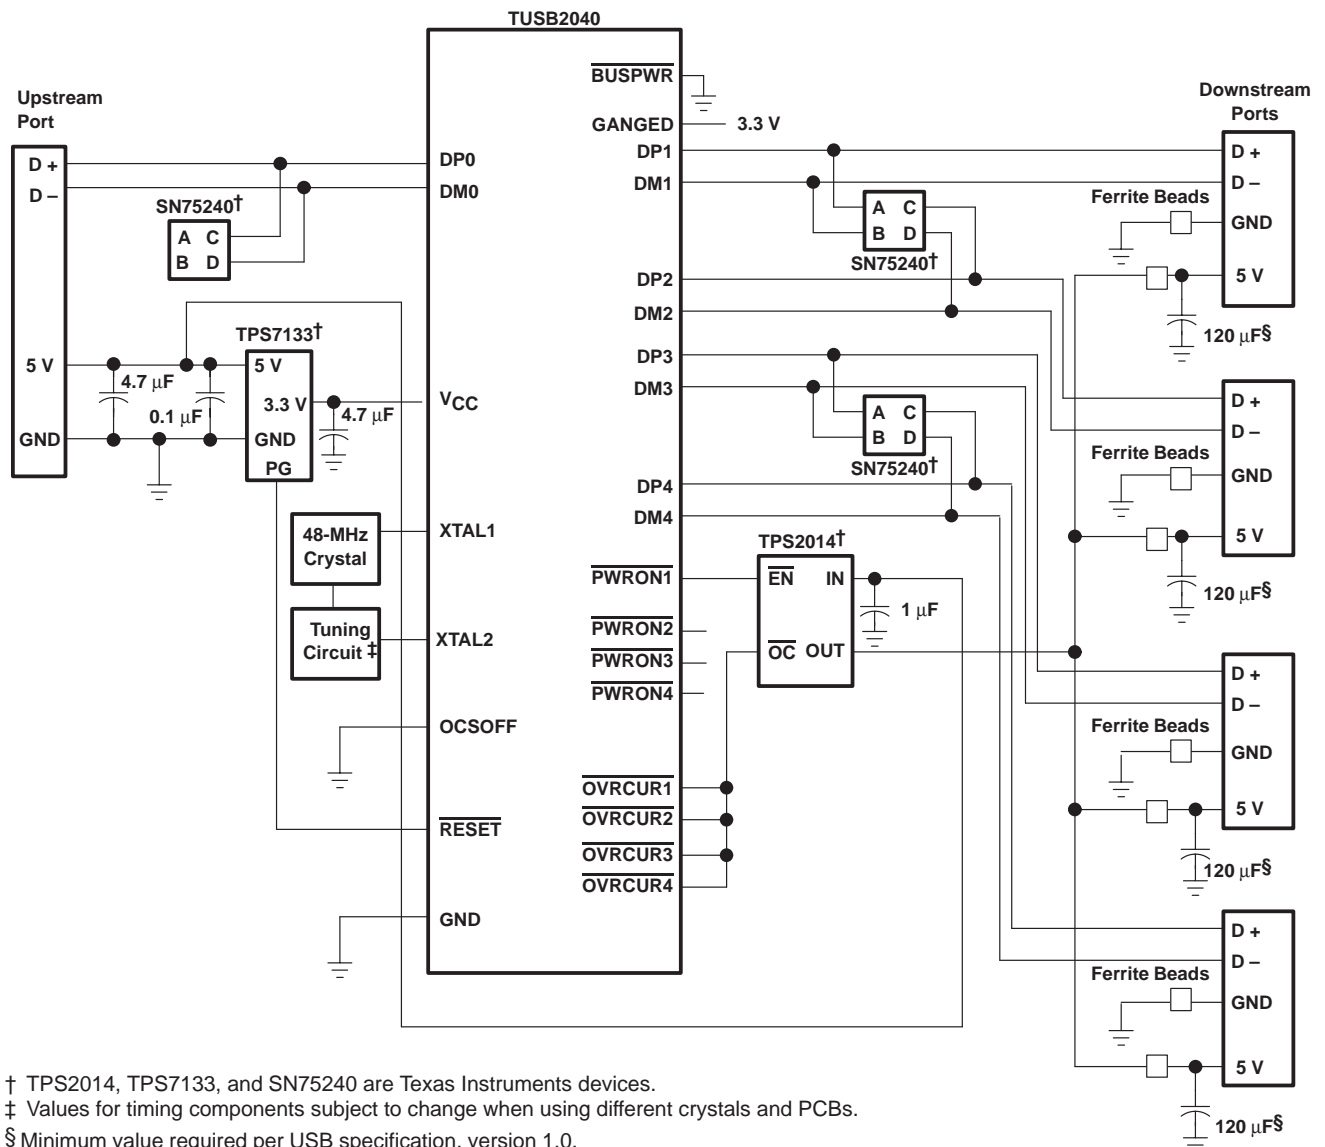 TUSB2040
Upstream
Port
D +
D –
5 V
GND
SN75240†
A C
B D
TPS7133†
5 V
3.3 V
GND
PG
4.7 μF
0.1 μF
4.7 μF
48-MHz
Crystal
Tuning
Circuit ‡
DP0
DM0
VCC
XTAL1
XTAL2
OCSOFF
RESET
GND
BUSPWR
GANGED
3.3 V
DP1
DM1
DP2
DM2
DP3
DM3
DP4
DM4
PWRON1
PWRON2
PWRON3
PWRON4
OVRCUR1
OVRCUR2
OVRCUR3
OVRCUR4
A C
B D
SN75240†
A C
B D
SN75240†
TPS2014†
EN IN
OC OUT
1 μF
Downstream
Ports
D +
D –
Ferrite Beads
GND
5 V
120 μF§
D +
D –
Ferrite Beads
GND
5 V
120 μF§
D +
D –
Ferrite Beads
GND
5 V
120 μF§
D +
D –
Ferrite Beads
GND
5 V
120 μF§
† TPS2014, TPS7133, and SN75240 are Texas Instruments devices.
‡ Values for timing components subject to change when using different crystals and PCBs.
§ Minimum value required per USB specification, version 1.0.